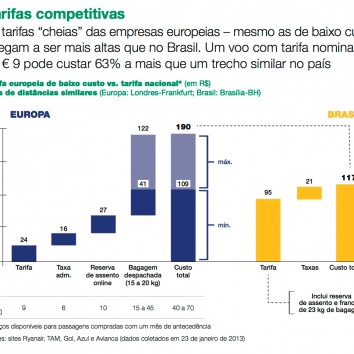 arifas competitivas
tarifas "cheias" das empresas europeias – mesmo as de baixo cu
egam a ser mais altas que no Brasil. Um voo com tarifa nomina
€ 9 pode custar 63% a mais que um trecho similar no país
fa europeia de baixo custo vs. tarifa nacional* (em R$)
s de distâncias similares (Europa: Londres-Frankfurt; Brasil: Brasília-BH)
EUROPA
BRAS
122
190
41
109
máx.
mín.
27
16
24
95
21
117
Tarifa
Taxa adm.
Reserva de assento online
Bagagem despachada (15 a 20 kg)
Custo total
Tarifa
Taxas
Custo to
9
6
10
15 a 45
40 a 70
Inclui reserva
de assento e franq
de 23 kg de bagag
ços disponíveis para passagens compradas com um mês de antecedência
es: sites Ryanair, TAM, Gol, Azul e Avianca (dados coletados em 23 de janeiro de 2013)